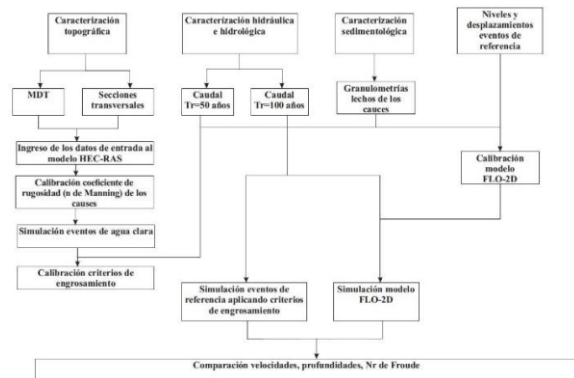 Caracterización
topográfica
Caracterización hidráulica
e hidrológica
Caracterización
sedimentológica
Niveles y
desplazamientos eventos de
referencia
MDT
Secciones
transversales
Caudal
Tr=50 años
Caudal
Tr=100 años
Granulometrías
lechos de los
cauces
Ingreso de los datos de entrada al
modelo HEC-RAS
Calibración
modelo
FLO-2D
Calibración coeficiente de
rugosidad (n de Manning) de los
causes
Simulación eventos de agua clara
Calibración criterios de
engrosamiento
Simulación eventos de
referencia aplicando criterios
de engrosamiento
Simulación modelo
FLO-2D
Comparación velocidades, profundidades, Nr de Froude